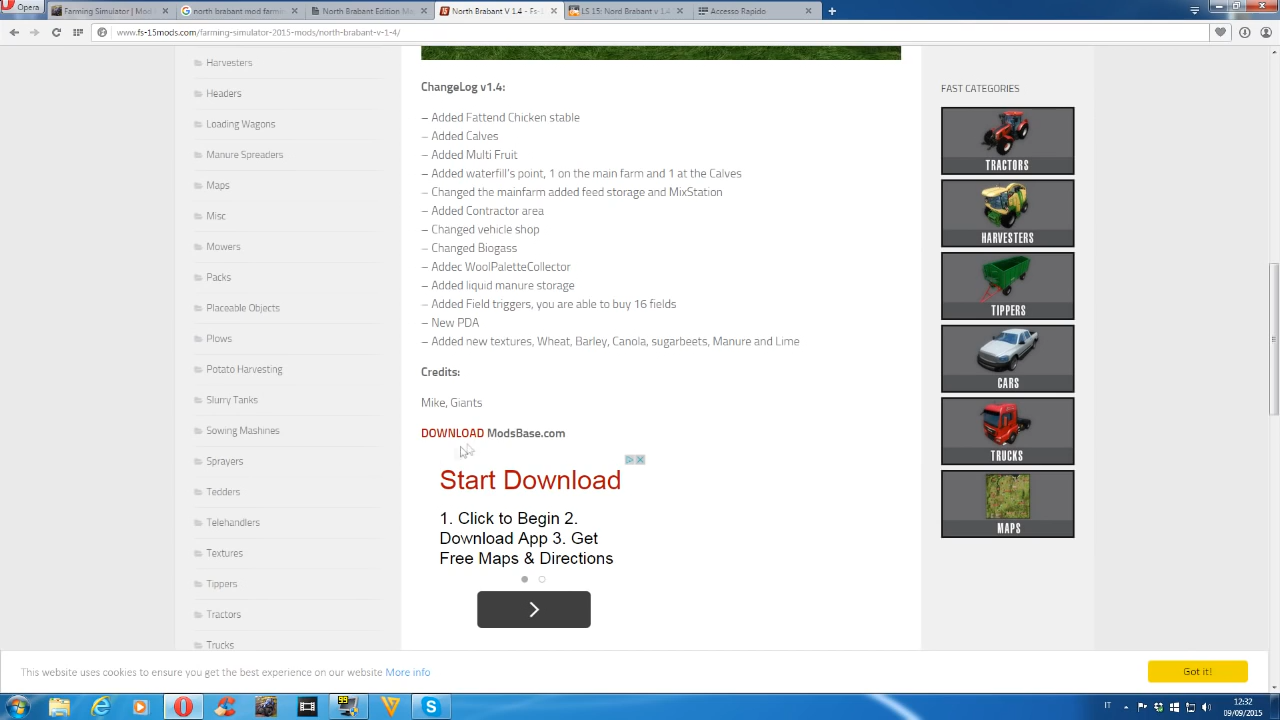 Opera
Farming Simulator | Mod
north brabant mod farmin
North Brabant Edition Ma
North Brabant V 1.4 - Fs-
LS 15: Nord Brabant v 1.4
Accesso Rapido
www.fs-15mods.com/farming-simulator-2015-mods/north-brabant-v-1-4/
Harvesters
Headers
Loading Wagons
Manure Spreaders
Maps
Misc
Mowers
Packs
Placeable Objects
Plows
Potato Harvesting
Slurry Tanks
Sowing Mashines
Sprayers
Tedders
Telehandlers
Textures
Tippers
Tractors
Trucks
ChangeLog v1.4:
– Added Fattend Chicken stable
– Added Calves
– Added Multi Fruit
– Added waterfill's point, 1 on the main farm and 1 at the Calves
– Changed the mainfarm added feed storage and MixStation
– Added Contractor area
– Changed vehicle shop
– Changed Biogass
– Addec WoolPaletteCollector
– Added liquid manure storage
– Added Field triggers, you are able to buy 16 fields
– New PDA
– Added new textures, Wheat, Barley, Canola, sugarbeets, Manure and Lime
Credits:
Mike, Giants
DOWNLOAD ModsBase.com
Start Download
1. Click to Begin 2.
Download App 3. Get
Free Maps & Directions
FAST CATEGORIES
TRACTORS
HARVESTERS
TIPPERS
CARS
TRUCKS
MAPS
This website uses cookies to ensure you get the best experience on our website More info
Got it!
IT
12:32
09/05/2015